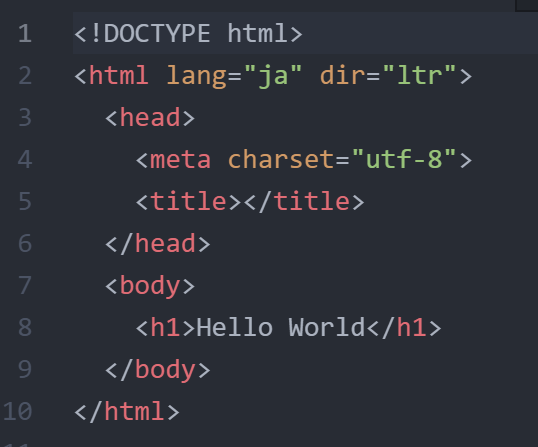 1 <!DOCTYPE html>
2 <html lang="ja" dir="ltr">
3   <head>
4     <meta charset="utf-8">
5     <title></title>
6   </head>
7   <body>
8     <h1>Hello World</h1>
9   </body>
10 </html>